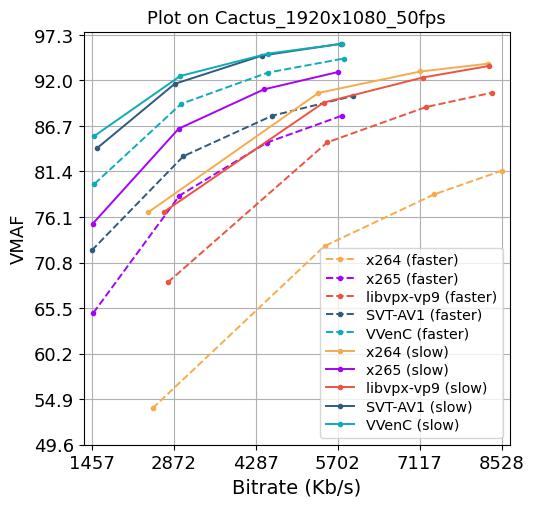 Plot on Cactus_1920x1080_50fps
97.3
92.0
86.7
81.4
76.1
70.8
65.5
60.2
54.9
49.6
VMAF
x264 (faster)
x265 (faster)
libvpx-vp9 (faster)
SVT-AV1 (faster)
VVenC (faster)
x264 (slow)
x265 (slow)
libvpx-vp9 (slow)
SVT-AV1 (slow)
VVenC (slow)
1457 2872 4287 5702 7117 8528
Bitrate (Kb/s)